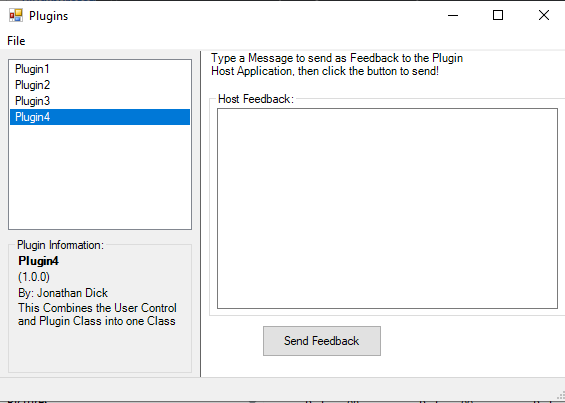 Plugins
File
Plugin1
Plugin2
Plugin3
Plugin4
Plugin Information:
Plugin4
(1.0.0)
By: Jonathan Dick
This Combines the User Control
and Plugin Class into one Class
Type a Message to send as Feedback to the Plugin
Host Application, then click the button to send!
Host Feedback:
Send Feedback